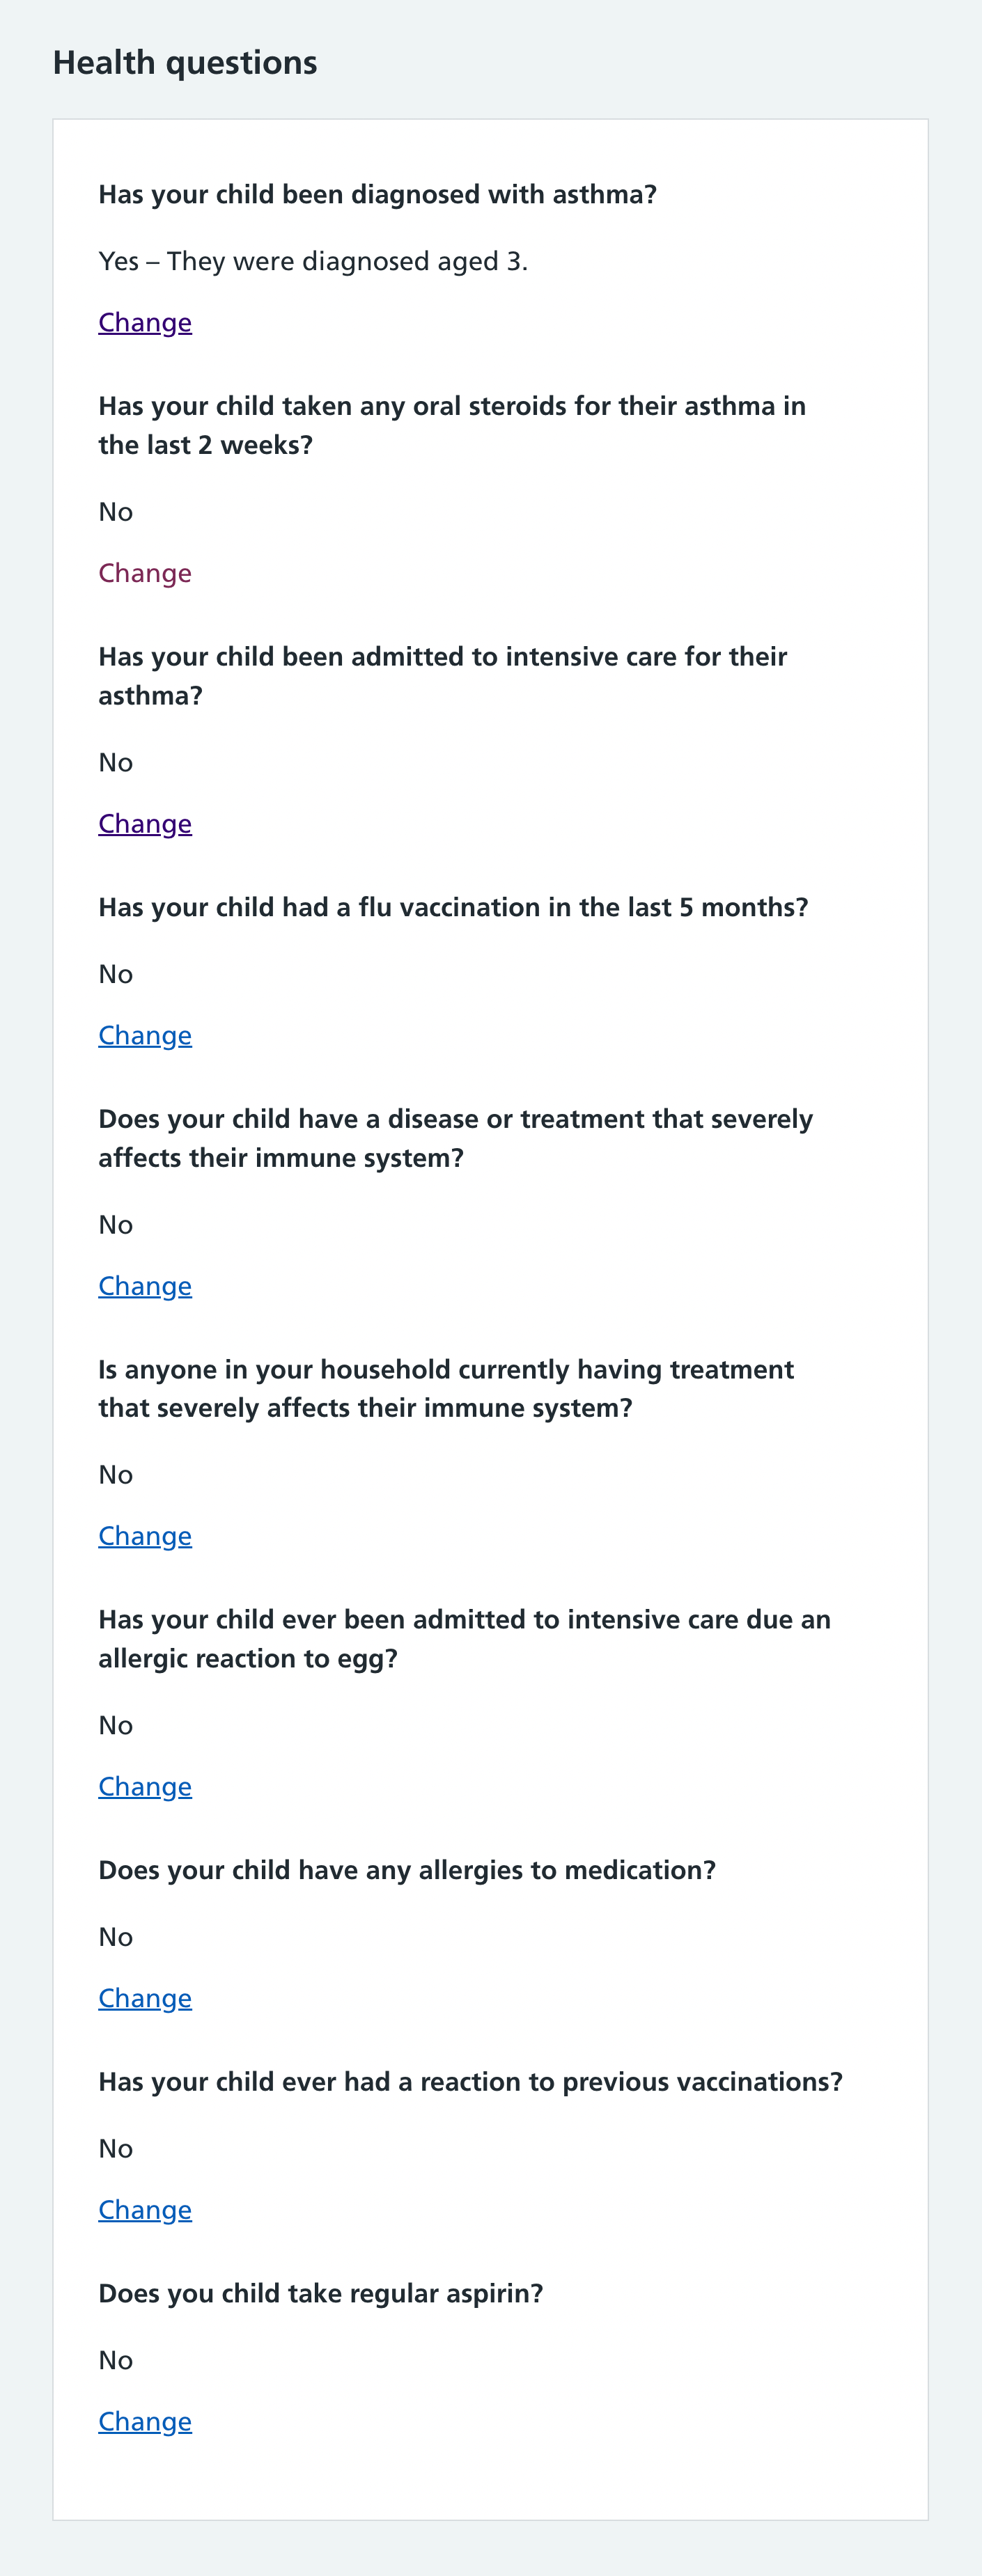 Health questions
Has your child been diagnosed with asthma?
Yes – They were diagnosed aged 3.
Change
Has your child taken any oral steroids for their asthma in
the last 2 weeks?
No
Change
Has your child been admitted to intensive care for their
asthma?
No
Change
Has your child had a flu vaccination in the last 5 months?
No
Change
Does your child have a disease or treatment that severely
affects their immune system?
No
Change
Is anyone in your household currently having treatment
that severely affects their immune system?
No
Change
Has your child ever been admitted to intensive care due an
allergic reaction to egg?
No
Change
Does your child have any allergies to medication?
No
Change
Has your child ever had a reaction to previous vaccinations?
No
Change
Does you child take regular aspirin?
No
Change